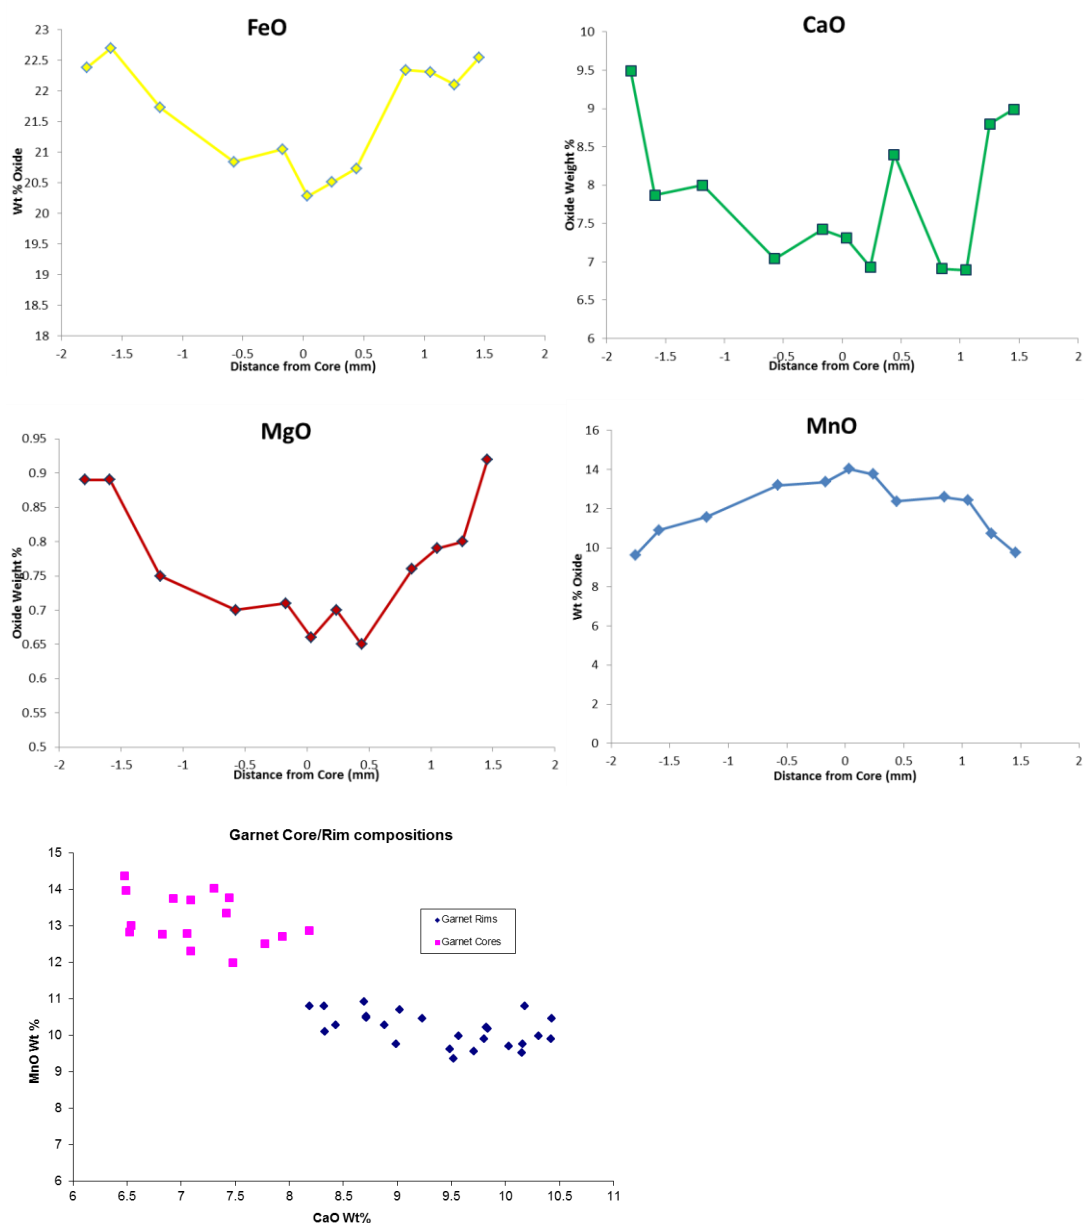 FeO
23
22.5
22
21.5
21
20.5
20
19.5
19
18.5
18
Wt % Oxide
-2 -1.5 -1 -0.5 0 0.5 1 1.5 2
Distance from Core (mm)
CaO
10
9.5
9
8.5
8
7.5
7
6.5
6
Oxide Weight %
-2 -1.5 -1 -0.5 0 0.5 1 1.5 2
Distance from Core (mm)
MgO
0.95
0.9
0.85
0.8
0.75
0.7
0.65
0.6
0.55
0.5
Oxide Weight %
-2 -1.5 -1 -0.5 0 0.5 1 1.5 2
Distance from Core (mm)
MnO
16
14
12
10
8
6
4
2
0
Wt % Oxide
-2 -1.5 -1 -0.5 0 0.5 1 1.5 2
Distance from Core (mm)
Garnet Core/Rim compositions
15
14
13
12
11
10
9
8
7
6
MnO Wt %
Garnet Rims
Garnet Cores
6 6.5 7 7.5 8 8.5 9 9.5 10 10.5 11
CaO Wt%